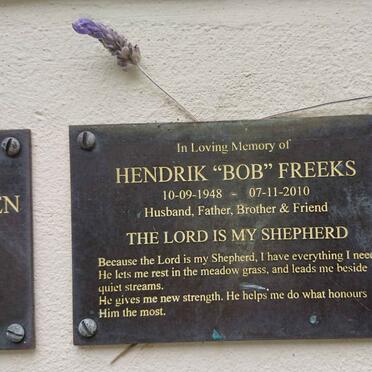 EN
In Loving Memory of
HENDRIK "BOB" FREEKS
10-09-1948 - 07-11-2010
Husband, Father, Brother & Friend
THE LORD IS MY SHEPHERD
Because the Lord is my Shepherd, I have everything I need
He lets me rest in the meadow grass, and leads me beside
quiet streams.
He gives me new strength. He helps me do what honours
Him the most.